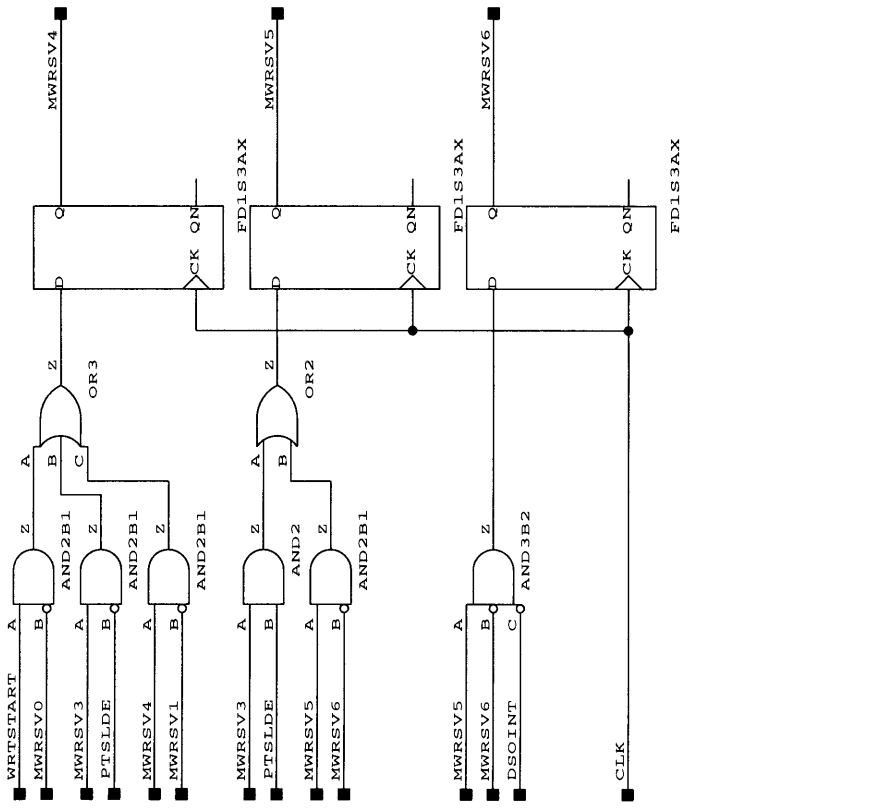 MWRSV4
MWRSV5
MWRSV6
FD1S3AX
FD1S3AX
FD1S3AX
Q
QN
Q
QN
Q
QN
D
CK
D
CK
D
CK
Z
OR3
Z
OR2
A
B
C
A
B
Z
AND2B1
Z
AND2B1
Z
AND2B1
Z
AND2
Z
AND2B1
Z
AND3B2
A
B
A
B
A
B
A
B
A
B
A
B
C
WRTSTART
MWRSV0
MWRSV3
PTSLDE
MWRSV4
MWRSV1
MWRSV3
PTSLDE
MWRSV5
MWRSV6
MWRSV5
MWRSV6
DSOINT
CLK